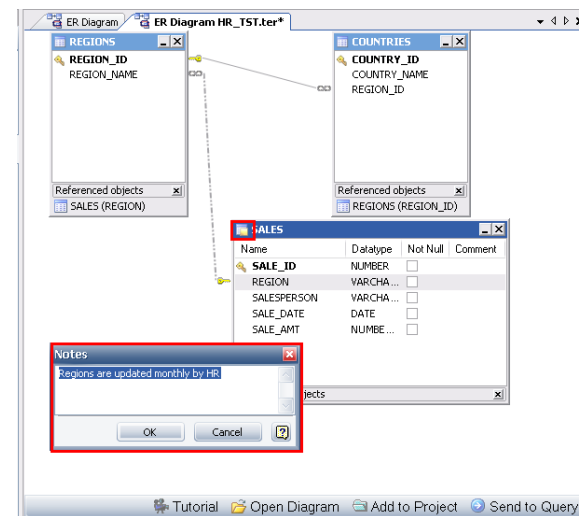 ER Diagram
ER Diagram HR_TST.ter*
REGIONS
REGION_ID
REGION_NAME
Referenced objects
SALES (REGION)
COUNTRIES
COUNTRY_ID
COUNTRY_NAME
REGION_ID
Referenced objects
REGIONS (REGION_ID)
SALES
Name Datatype Not Null Comment
SALE_ID NUMBER
REGION VARCHA...
SALESPERSON VARCHA...
SALE_DATE DATE
SALE_AMT NUMBE...
jects
Notes
Regions are updated monthly by HR
OK Cancel ?
Tutorial Open Diagram Add to Project Send to Query